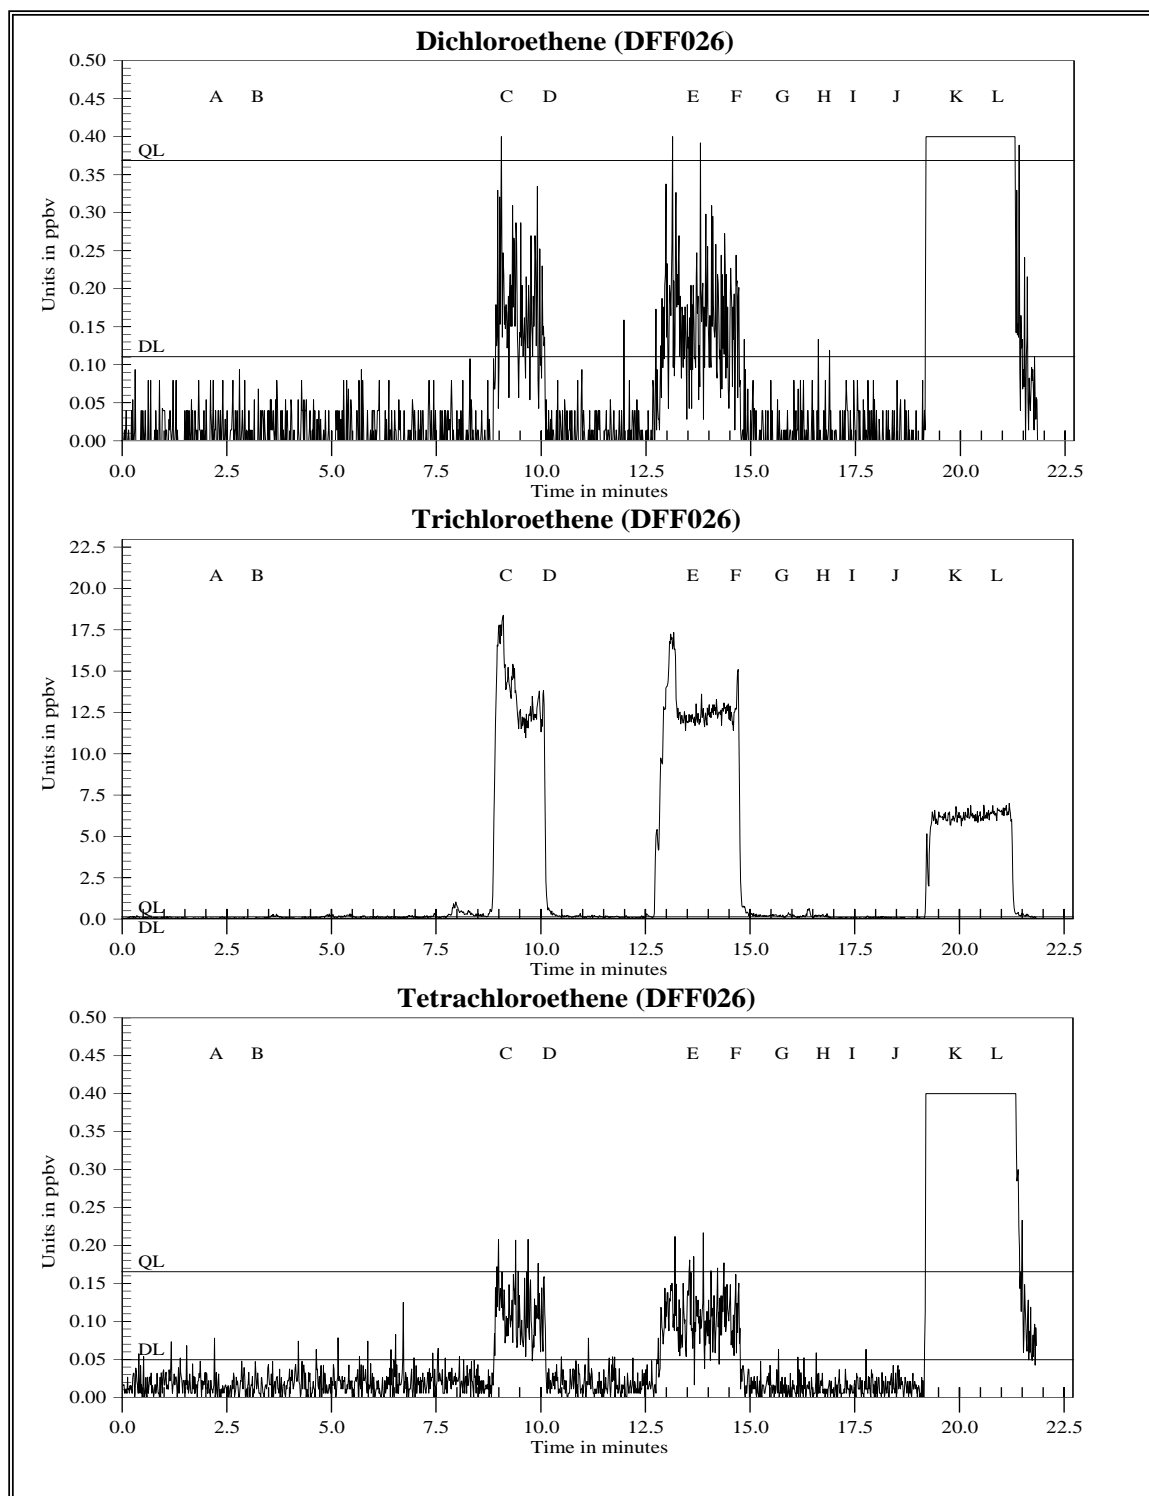 Dichloroethene (DFF026)
0.50
0.45
A B C D E F G H I J K L
0.40
QL
0.35
0.30
Units in ppbv
0.25
0.20
0.15
DL
0.10
0.05
0.00
0.0 2.5 5.0 7.5 10.0 12.5 15.0 17.5 20.0 22.5
Time in minutes
Trichloroethene (DFF026)
22.5
A B C D E F G H I J K L
20.0
17.5
15.0
Units in ppbv
12.5
10.0
7.5
5.0
2.5
QL
0.0
DL
0.0 2.5 5.0 7.5 10.0 12.5 15.0 17.5 20.0 22.5
Time in minutes
Tetrachloroethene (DFF026)
0.50
0.45
A B C D E F G H I J K L
0.40
0.35
0.30
Units in ppbv
0.25
0.20
QL
0.15
0.10
DL
0.05
0.00
0.0 2.5 5.0 7.5 10.0 12.5 15.0 17.5 20.0 22.5
Time in minutes